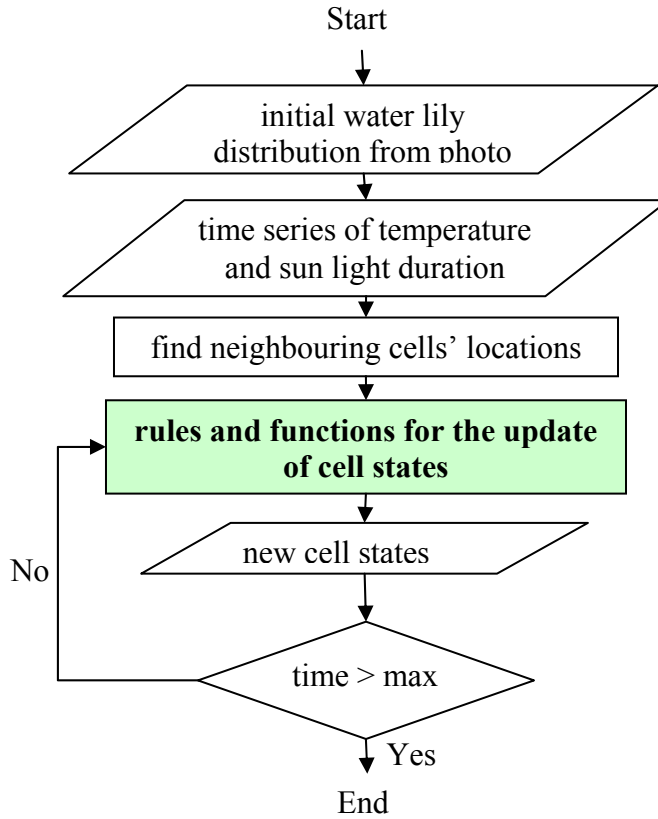 Start
initial water lily
distribution from photo
time series of temperature
and sun light duration
find neighbouring cells’ locations
rules and functions for the update
of cell states
new cell states
No
time > max
Yes
End